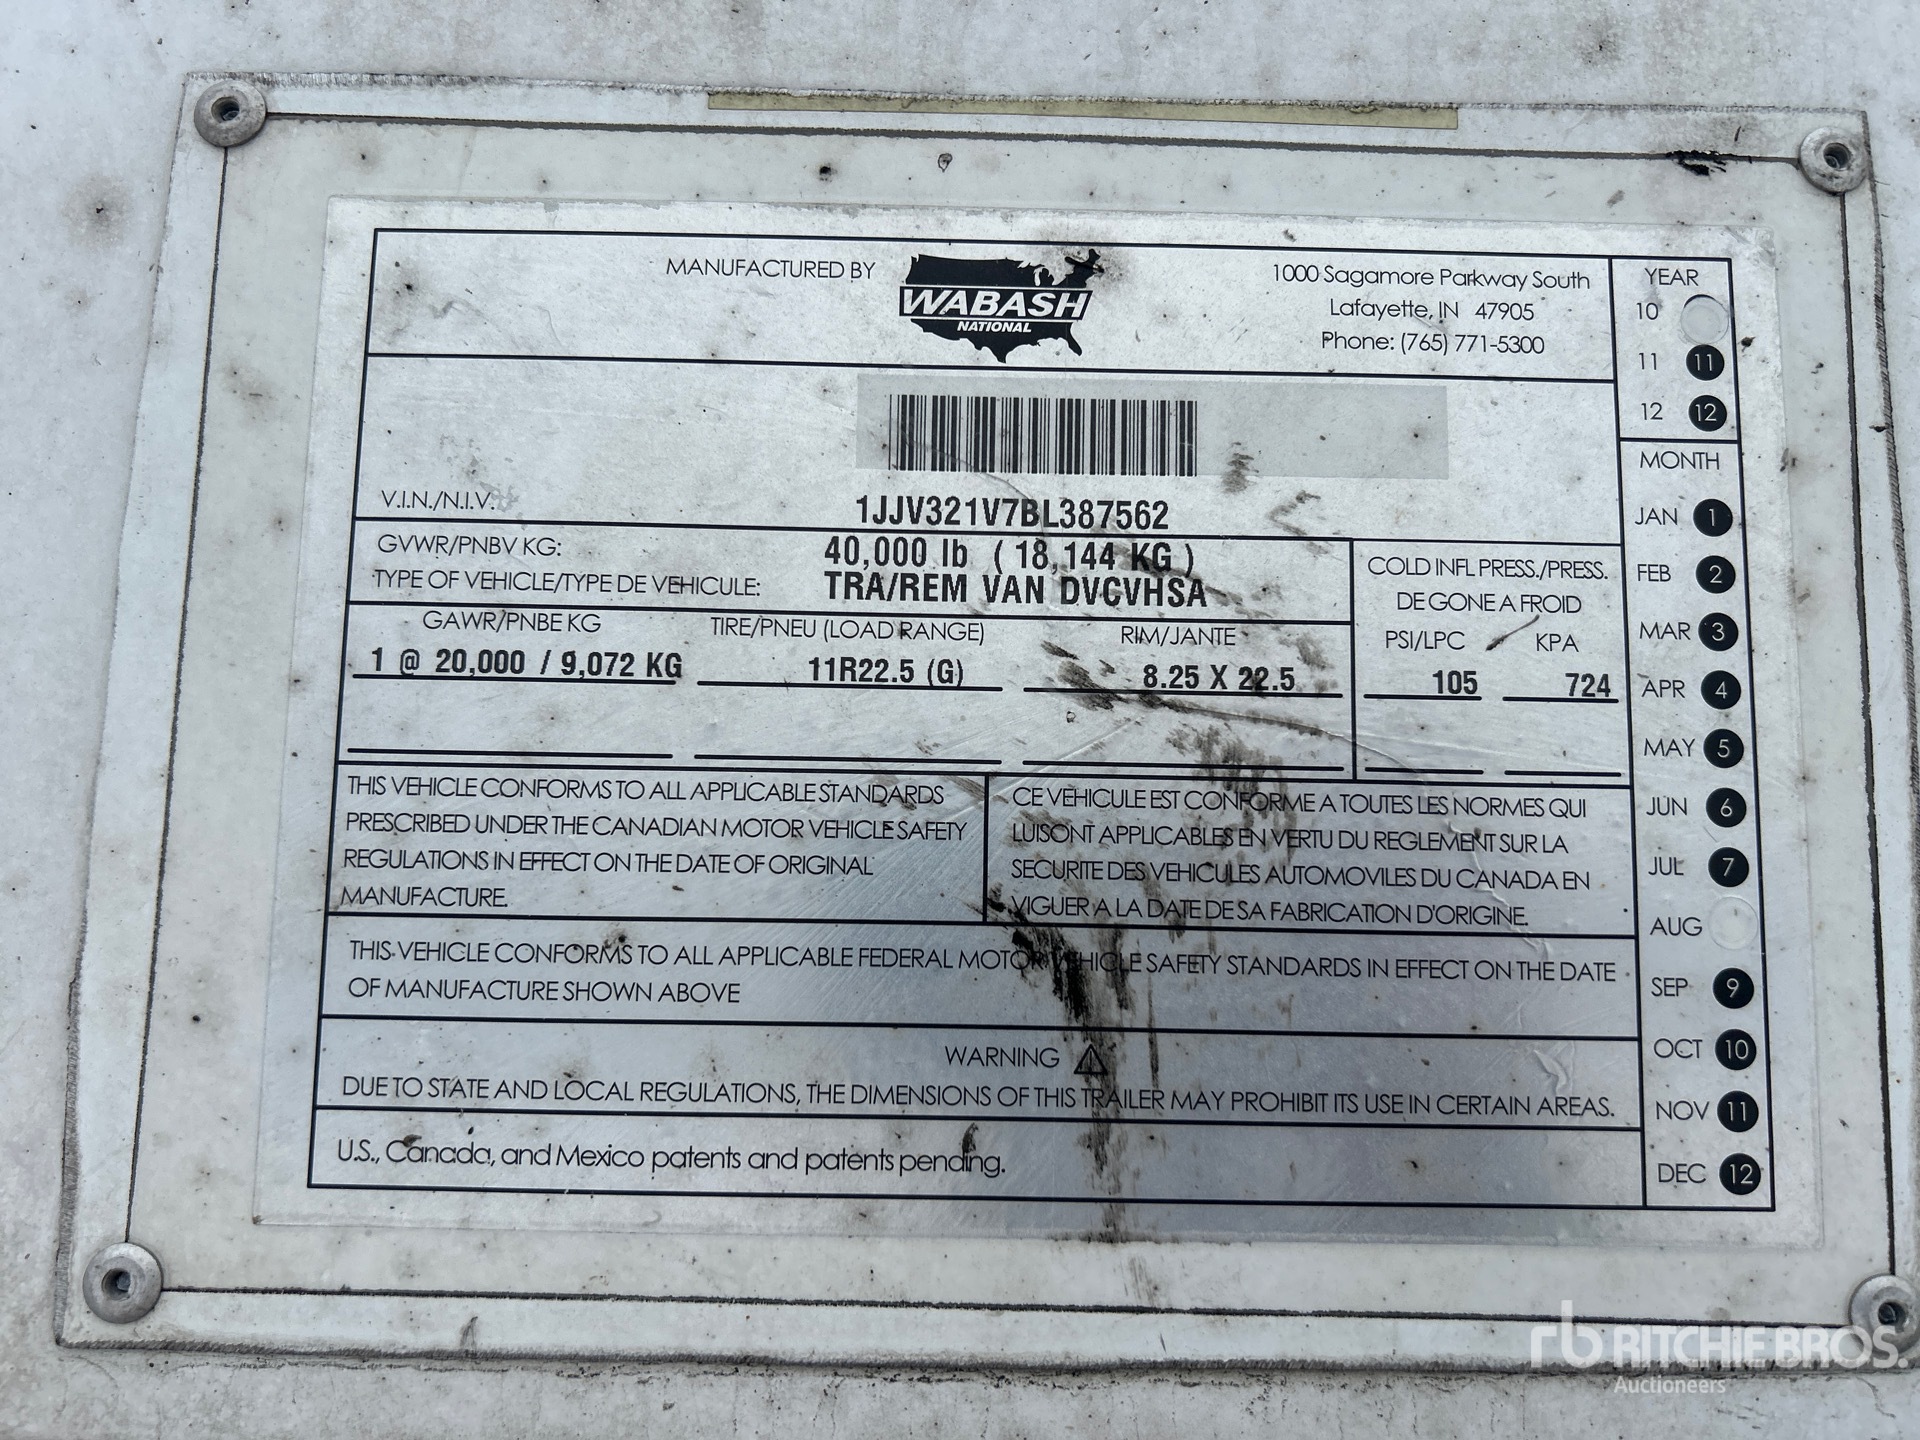 MANUFACTURED BY
WABASH
NATIONAL
1000 Sagamore Parkway South
Lafayette, IN 47905
Phone: (765) 771-5300
V.I.N./N.I.V.
1JJV321V7BL387562
GVWR/PNBV KG: 40,000 lb ( 18,144 KG )
TYPE OF VEHICLE/TYPE DE VEHICULE: TRA/REM VAN DVCVHSA
COLD INFL PRESS./PRESS.
DE GONE A FROID
GAWR/PNBE KG TIRE/PNEU (LOAD RANGE) RIM/JANTE PSI/LPC KPA
1 @ 20,000 / 9,072 KG 11R22.5 (G) 8.25 X 22.5 105 724
THIS VEHICLE CONFORMS TO ALL APPLICABLE STANDARDS
PRESCRIBED UNDER THE CANADIAN MOTOR VEHICLE SAFETY
REGULATIONS IN EFFECT ON THE DATE OF ORIGINAL
MANUFACTURE.
CE VEHICULE EST CONFORME A TOUTES LES NORMES QUI
LUISONT APPLICABLES EN VERTU DU REGLEMENT SUR LA
SECURITE DES VEHICULES AUTOMOVILES DU CANADA EN
VIGUER A LA DATE DE SA FABRICATION D'ORIGINE.
THIS VEHICLE CONFORMS TO ALL APPLICABLE FEDERAL MOTOR VEHICLE SAFETY STANDARDS IN EFFECT ON THE DATE
OF MANUFACTURE SHOWN ABOVE
WARNING
DUE TO STATE AND LOCAL REGULATIONS, THE DIMENSIONS OF THIS TRAILER MAY PROHIBIT ITS USE IN CERTAIN AREAS.
U.S., Canada, and Mexico patents and patents pending.
YEAR
10
11 11
12 12
MONTH
JAN 1
FEB 2
MAR 3
APR 4
MAY 5
JUN 6
JUL 7
AUG
SEP 9
OCT 10
NOV 11
DEC 12
rb RITCHIE BROS.
Auctioneers